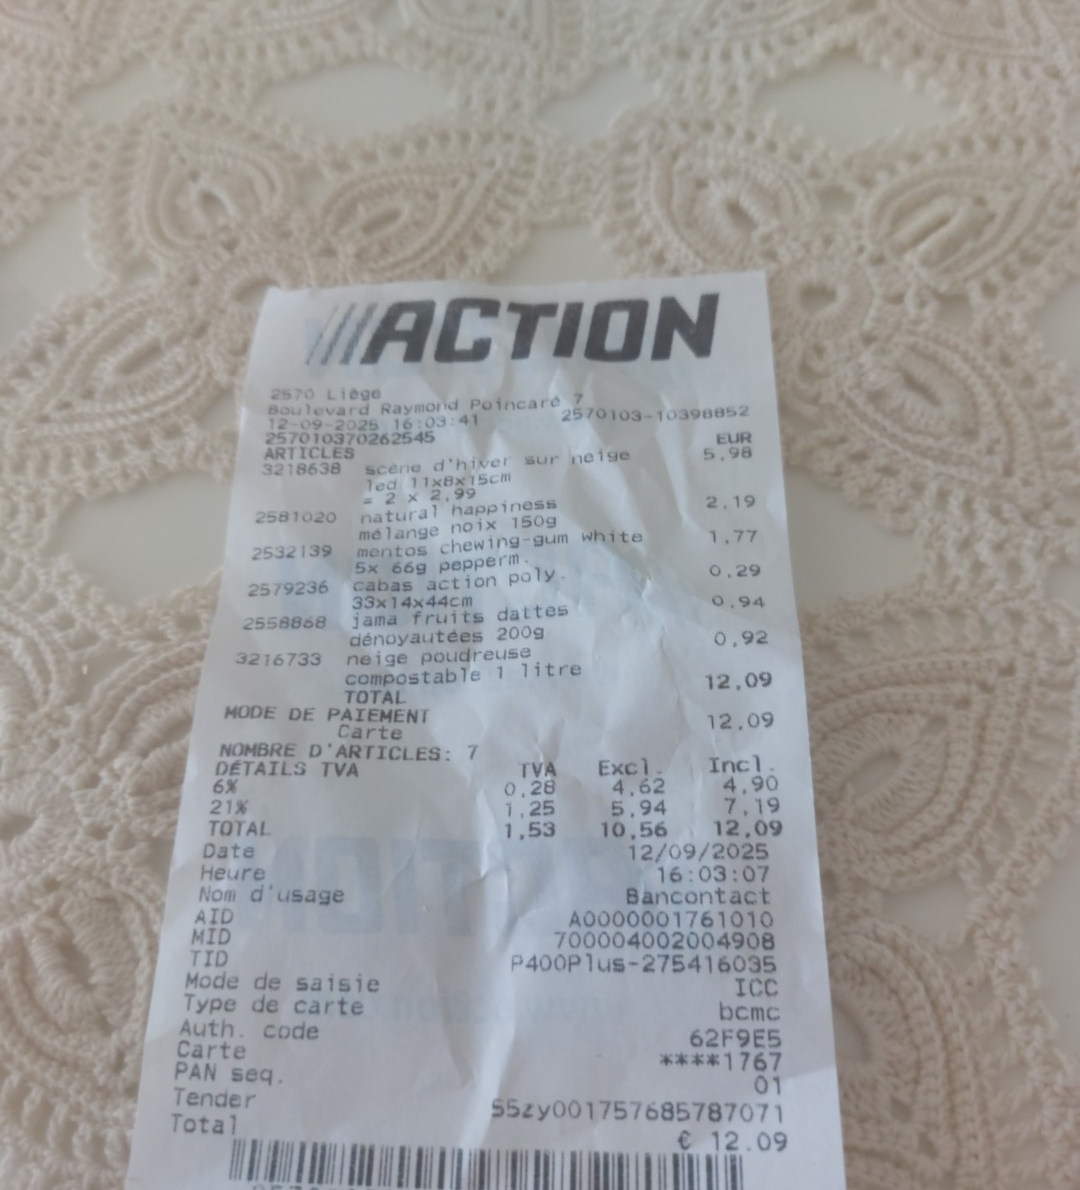 ///ACTION
2570 Liège
Boulevard Raymond Poincaré 7
12-09-2025 16:03:41 2570103-10398852
257010370262545
ARTICLES EUR
3218638 scène d'hiver sur neige 5,98
led 11x8x15cm
= 2 x 2,99
2581020 natural happiness 2,19
mélange noix 150g
2532139 mentos chewing-gum white 1,77
5x 66g pepperm.
2579236 cabas action poly. 0,29
33x14x44cm
2558868 jama fruits dattes 0,94
dénoyautées 200g
3216733 neige poudreuse 0,92
compostable 1 litre
TOTAL 12,09
MODE DE PAIEMENT
Carte 12,09
NOMBRE D'ARTICLES: 7
DÉTAILS TVA TVA Excl. Incl.
6% 0,28 4,62 4,90
21% 1,25 5,94 7,19
TOTAL 1,53 10,56 12,09
Date 12/09/2025
Heure 16:03:07
Nom d'usage Bancontact
AID A0000001761010
MID 700004002004908
TID P400Plus-275416035
Mode de saisie ICC
Type de carte bcmc
Auth. code 62F9E5
Carte ****1767
PAN seq. 01
Tender S5zy001757685787071
Total € 12.09